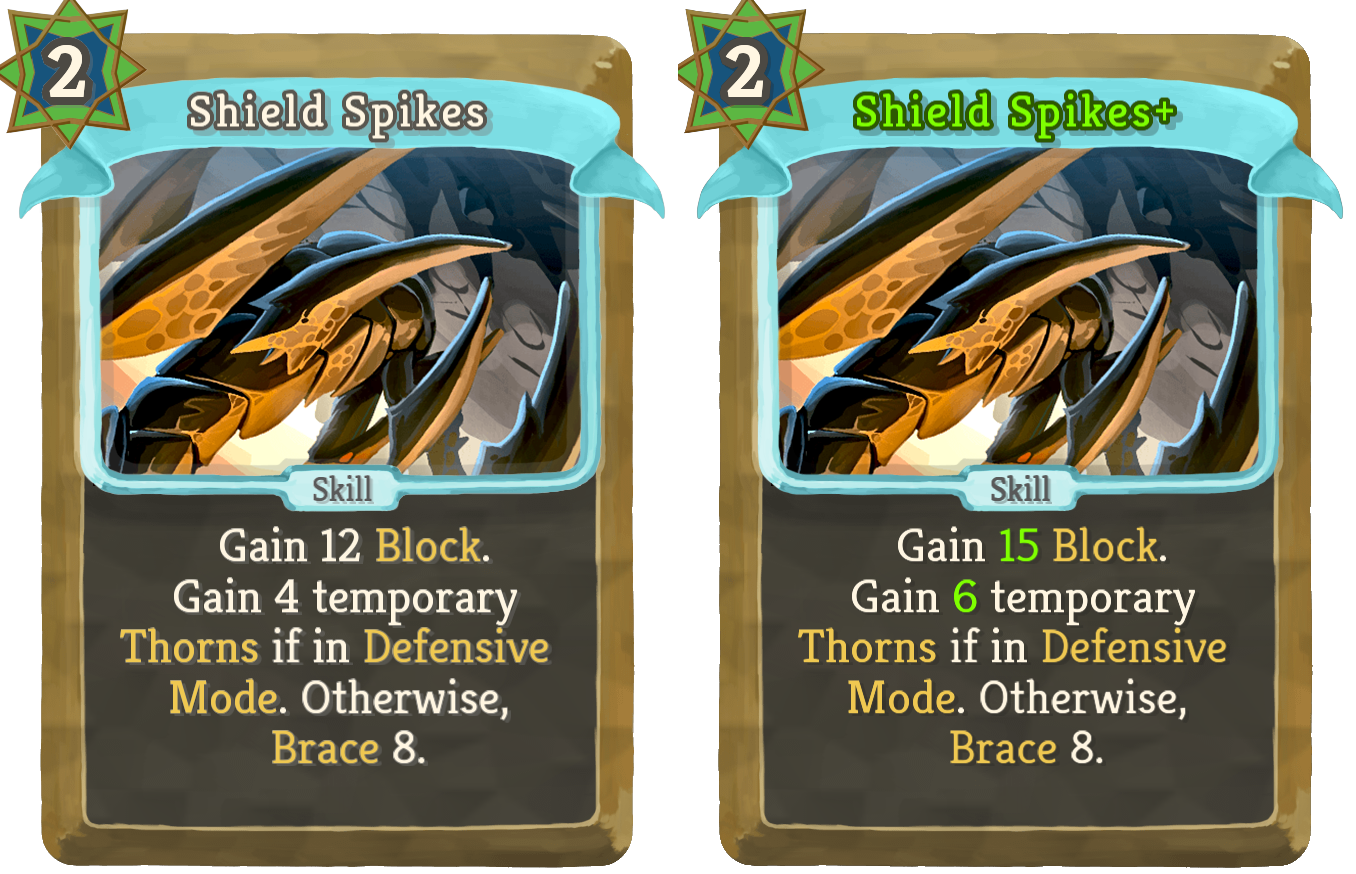 2
Shield Spikes
Skill
Gain 12 Block.
Gain 4 temporary
Thorns if in Defensive
Mode. Otherwise,
Brace 8.
2
Shield Spikes+
Skill
Gain 15 Block.
Gain 6 temporary
Thorns if in Defensive
Mode. Otherwise,
Brace 8.